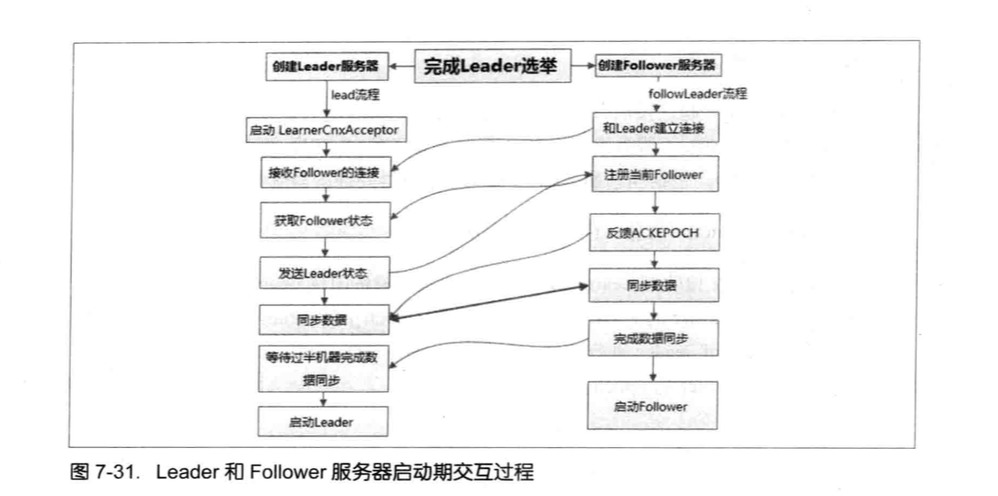 完成Leader选举
创建Leader服务器
lead流程
启动 LearnerCnxAcceptor
接收Follower的连接
获取Follower状态
发送Leader状态
同步数据
等待过半机器完成数
据同步
启动Leader
创建Follower服务器
followLeader流程
和Leader建立连接
注册当前Follower
反馈ACKEPOCH
同步数据
完成数据同步
启动Follower
图 7-31. Leader 和 Follower 服务器启动期交互过程